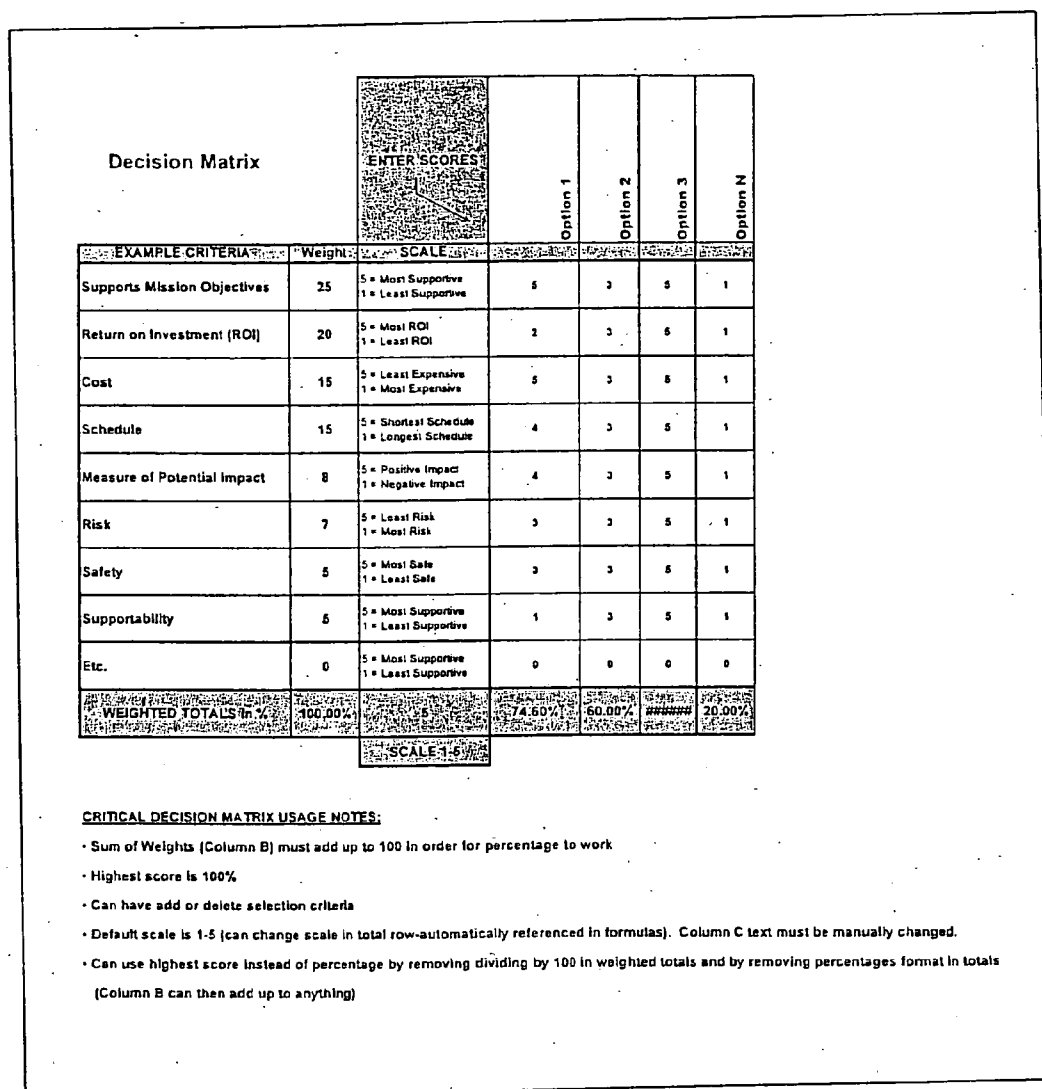 Decision Matrix
ENTER SCORES
Option 1
Option 2
Option 3
Option N
EXAMPLE CRITERIA Weight SCALE
Supports Mission Objectives 25 5 = Most Supportive 5 3 5 1
1 = Least Supportive
Return on Investment (ROI) 20 5 = Most ROI 2 3 5 1
1 = Least ROI
Cost 15 5 = Least Expensive 5 3 5 1
1 = Most Expensive
Schedule 15 5 = Shortest Schedule 4 3 5 1
1 = Longest Schedule
Measure of Potential Impact 8 5 = Positive Impact 4 3 5 1
1 = Negative Impact
Risk 7 5 = Least Risk 3 3 5 1
1 = Most Risk
Safety 5 5 = Most Safe 3 3 5 1
1 = Least Safe
Supportability 5 5 = Most Supportive 1 3 5 1
1 = Least Supportive
Etc. 0 5 = Most Supportive 0 0 0 0
1 = Least Supportive
WEIGHTED TOTALS in % 100.00% 5 74.60% 60.00% ###### 20.00%
SCALE 1-5
CRITICAL DECISION MATRIX USAGE NOTES:
• Sum of Weights (Column B) must add up to 100 in order for percentage to work
• Highest score is 100%
• Can have add or delete selection criteria
• Default scale is 1-5 (can change scale in total row-automatically referenced in formulas). Column C text must be manually changed.
• Can use highest score instead of percentage by removing dividing by 100 in weighted totals and by removing percentages format in totals
(Column B can then add up to anything)